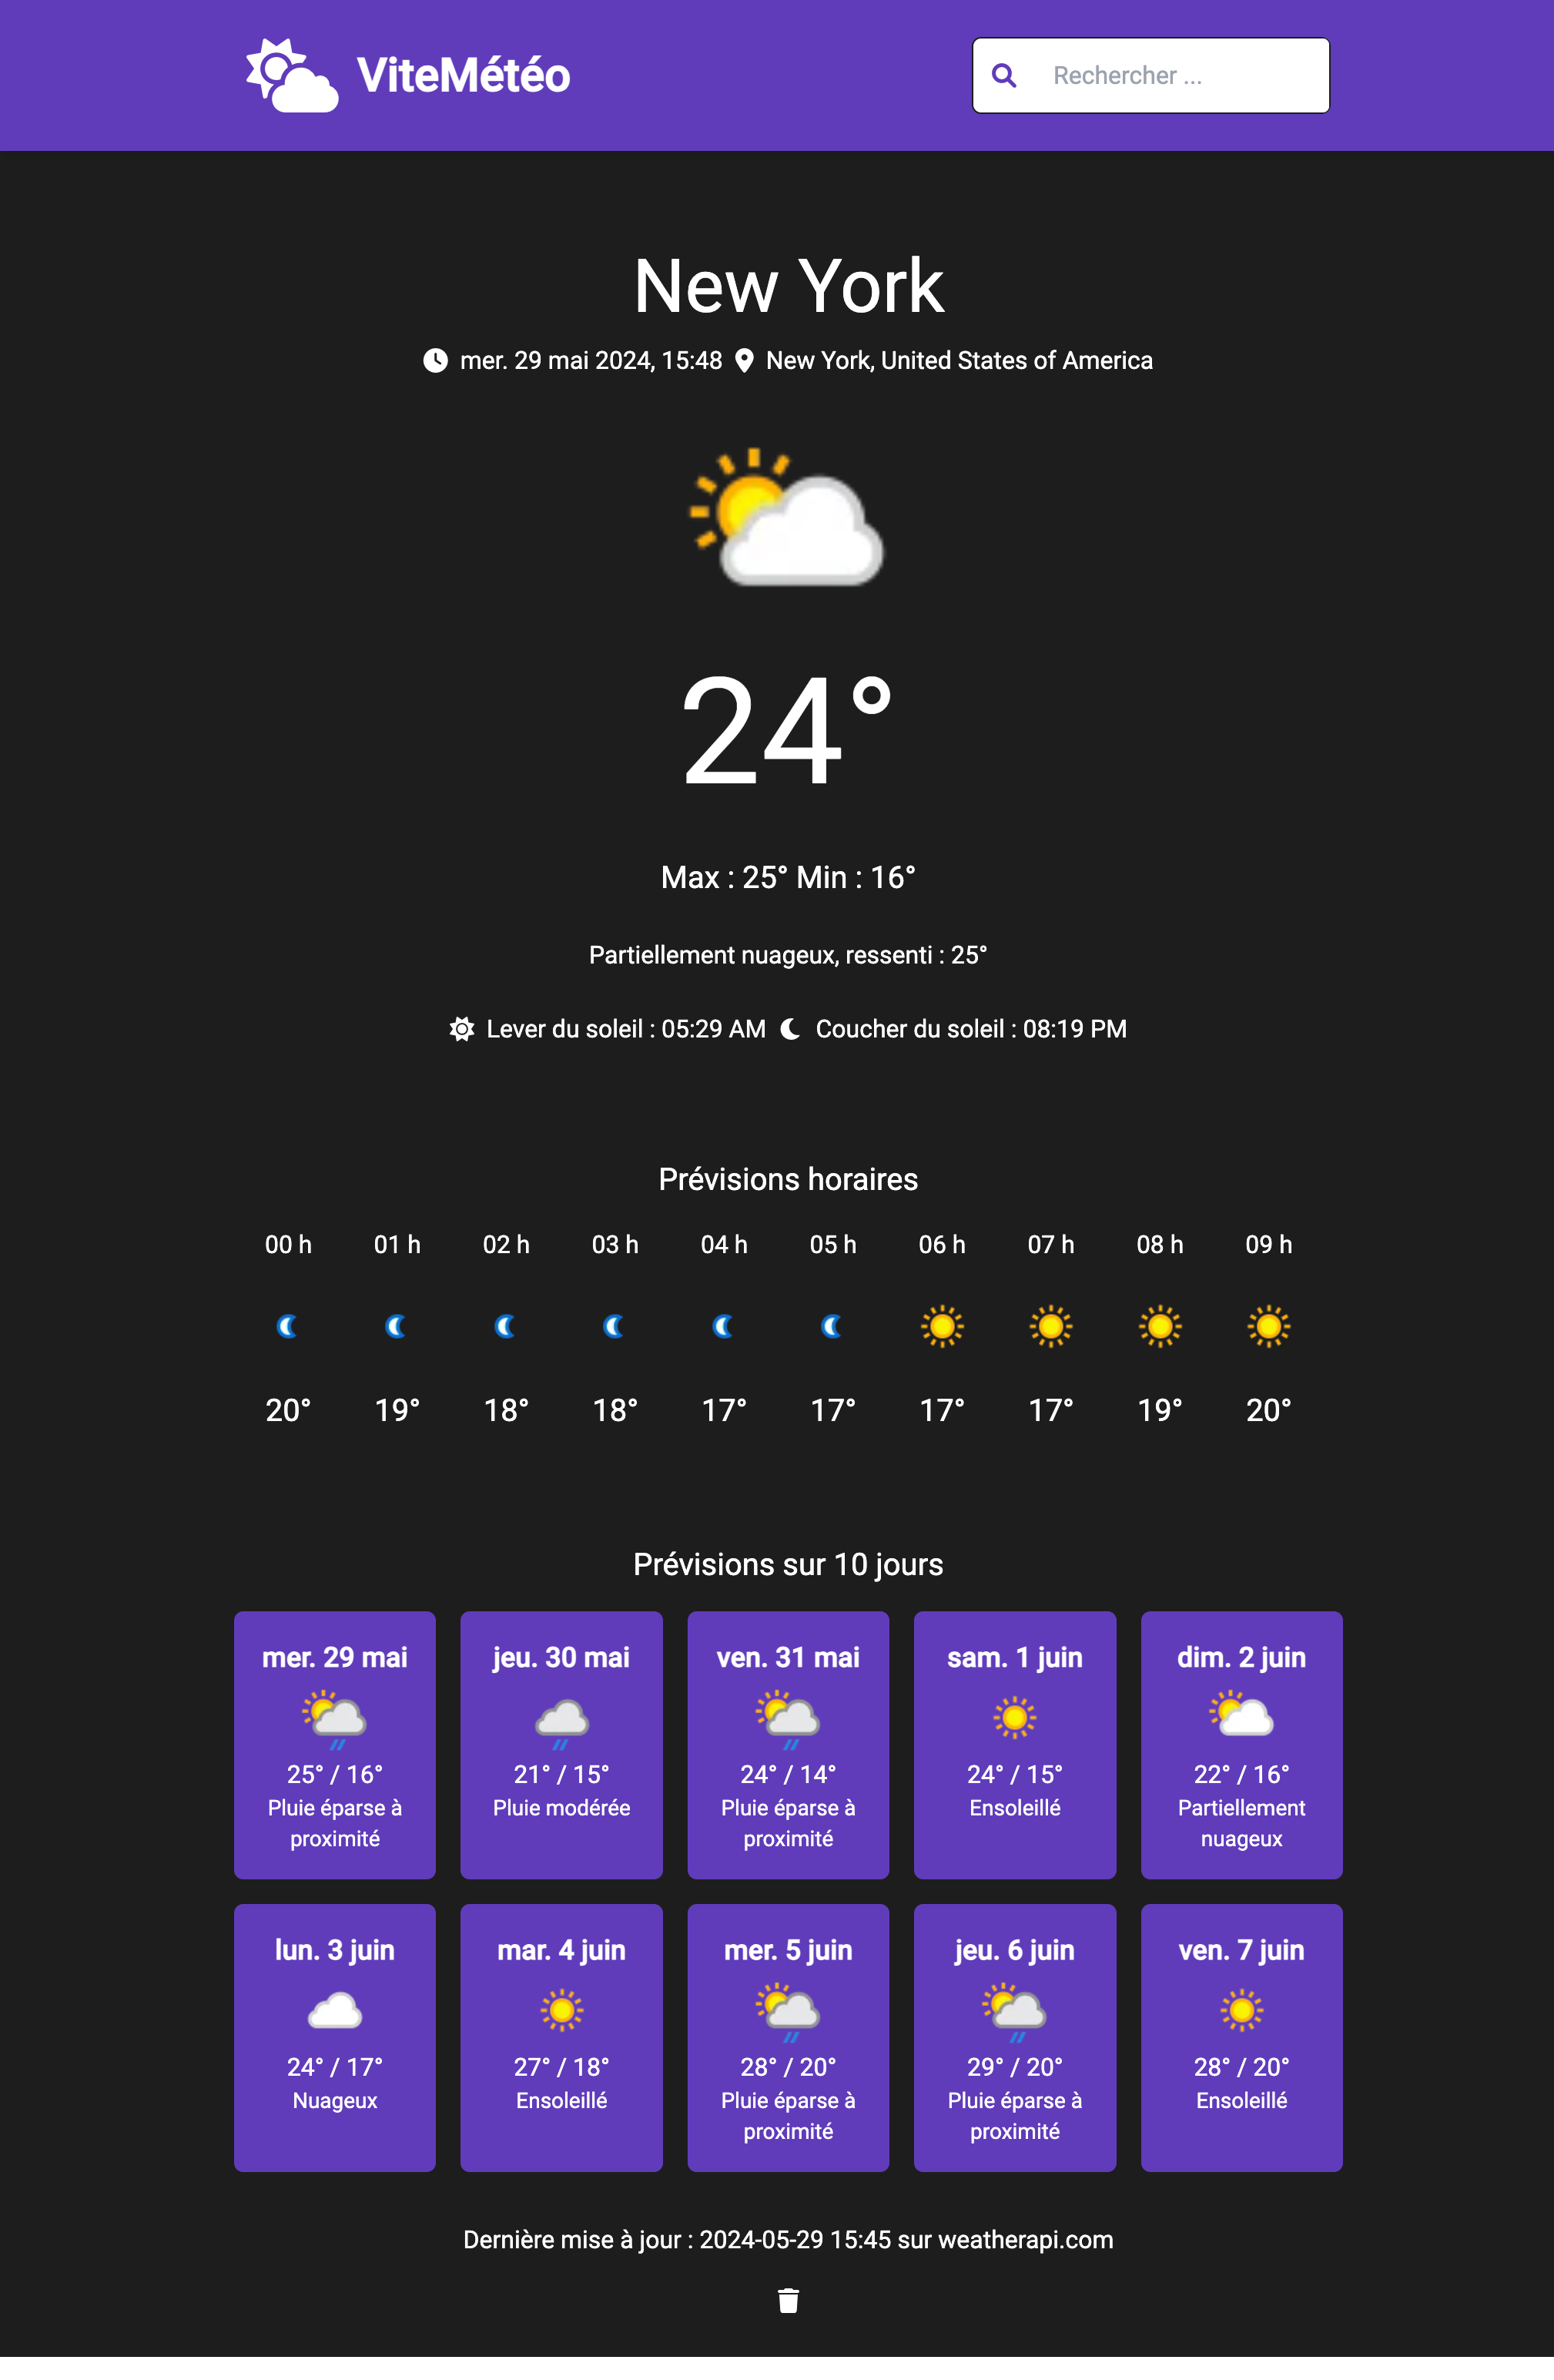 ViteMétéo
Rechercher ...
New York
mer. 29 mai 2024, 15:48 New York, United States of America
24°
Max : 25° Min : 16°
Partiellement nuageux, ressenti : 25°
Lever du soleil : 05:29 AM Coucher du soleil : 08:19 PM
Prévisions horaires
00 h 01 h 02 h 03 h 04 h 05 h 06 h 07 h 08 h 09 h
20° 19° 18° 18° 17° 17° 17° 17° 19° 20°
Prévisions sur 10 jours
mer. 29 mai
25° / 16°
Pluie éparse à
proximité
jeu. 30 mai
21° / 15°
Pluie modérée
ven. 31 mai
24° / 14°
Pluie éparse à
proximité
sam. 1 juin
24° / 15°
Ensoleillé
dim. 2 juin
22° / 16°
Partiellement
nuageux
lun. 3 juin
24° / 17°
Nuageux
mar. 4 juin
27° / 18°
Ensoleillé
mer. 5 juin
28° / 20°
Pluie éparse à
proximité
jeu. 6 juin
29° / 20°
Pluie éparse à
proximité
ven. 7 juin
28° / 20°
Ensoleillé
Dernière mise à jour : 2024-05-29 15:45 sur weatherapi.com